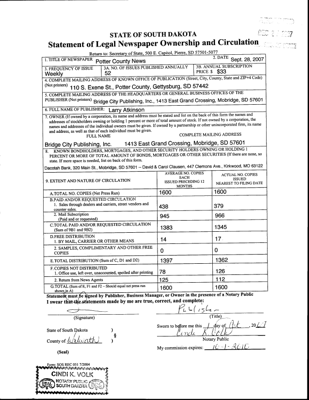 STATE OF SOUTH DAKOTA
Statement of Legal Newspaper Ownership and Circulation
Return to: Secretary of State, 500 E. Capitol, Pierre, SD 57501-5077
1. TITLE OF NEWSPAPER Potter County News
2. DATE Sept. 28, 2007
3. FREQUENCY OF ISSUE Weekly
3A. NO. OF ISSUES PUBLISHED ANNUALLY 52
3B. ANNUAL SUBSCRIPTION PRICE $ $33
4. COMPLETE MAILING ADDRESS OF KNOWN OFFICE OF PUBLICATION (Street, City, County, State and ZIP+4 Code)
(Not printers) 110 S. Exene St., Potter County, Gettysburg, SD 57442
5. COMPLETE MAILING ADDRESS OF THE HEADQUARTERS OR GENERAL BUSINESS OFFICES OF THE
PUBLISHER (Not printer) Bridge City Publishing, Inc., 1413 East Grand Crossing, Mobridge, SD 57601
6. FULL NAME OF PUBLISHER: Larry Atkinson
7. OWNER (If owned by a corporation, its name and address must be stated and list on the back of this form the names and
addresses of stockholders owning or holding 1 percent or more of total amount of stock. If not owned by a corporation, the
names and addresses of the individual owners must be given. If owned by a partnership or other unincorporated firm, its name
and address, as well as that of each individual must be given.
FULL NAME COMPLETE MAILING ADDRESS
Bridge City Publishing, Inc. 1413 East Grand Crossing, Mobridge, SD 57601
8. KNOWN BONDHOLDERS, MORTGAGEES, AND OTHER SECURITY HOLDERS OWNING OR HOLDING 1
PERCENT OR MORE OF TOTAL AMOUNT OF BONDS, MORTGAGES OR OTHER SECURITIES (If there are none, so
state. If more space is needed, list on back of this form.
Dacotah Bank, 320 Main St., Mobridge, SD 57601 -- David & Carol Clausen, 447 Clemons Ave., Kirkwood, MO 63122
9. EXTENT AND NATURE OF CIRCULATION
AVERAGE NO. COPIES EACH ISSUED PRECEDING 12 MONTHS
ACTUAL NO. COPIES ISSUED NEAREST TO FILING DATE
A. TOTAL NO. COPIES (Net Press Run) 1600 1600
B. PAID AND/OR REQUESTED CIRCULATION
1. Sales through dealers and carriers, street vendors and
counter sales 438 379
2. Mail Subscription
(Paid and or requested) 945 966
C. TOTAL PAID AND/OR REQUESTED CIRCULATION
(Sum of 9B1 and 9B2) 1383 1345
D. FREE DISTRIBUTION
1. BY MAIL, CARRIER OR OTHER MEANS 14 17
2. SAMPLES, COMPLIMENTARY AND OTHER FREE
COPIES 0 0
E. TOTAL DISTRIBUTION (Sum of C, D1 and D2) 1397 1362
F. COPIES NOT DISTRIBUTED
1. Office use, left over, unaccounted, spoiled after printing 78 126
2. Return from News Agents 125 112
G. TOTAL (Sum of E, F1 and F2 - Should equal net press run
shown in A) 1600 1600
Statement must be signed by Publisher, Business Manager, or Owner in the presence of a Notary Public
I swear that the statements made by me are true, correct, and complete:
Publisher
(Signature) (Title)
State of South Dakota )
§
County of Walworth )
Sworn to before me this 1 day of Oct 2007
Cindi K Volk
Notary Public
(Seal)
My commission expires 10-1-2010
CINDI K. VOLK
NOTARY PUBLIC
SOUTH DAKOTA